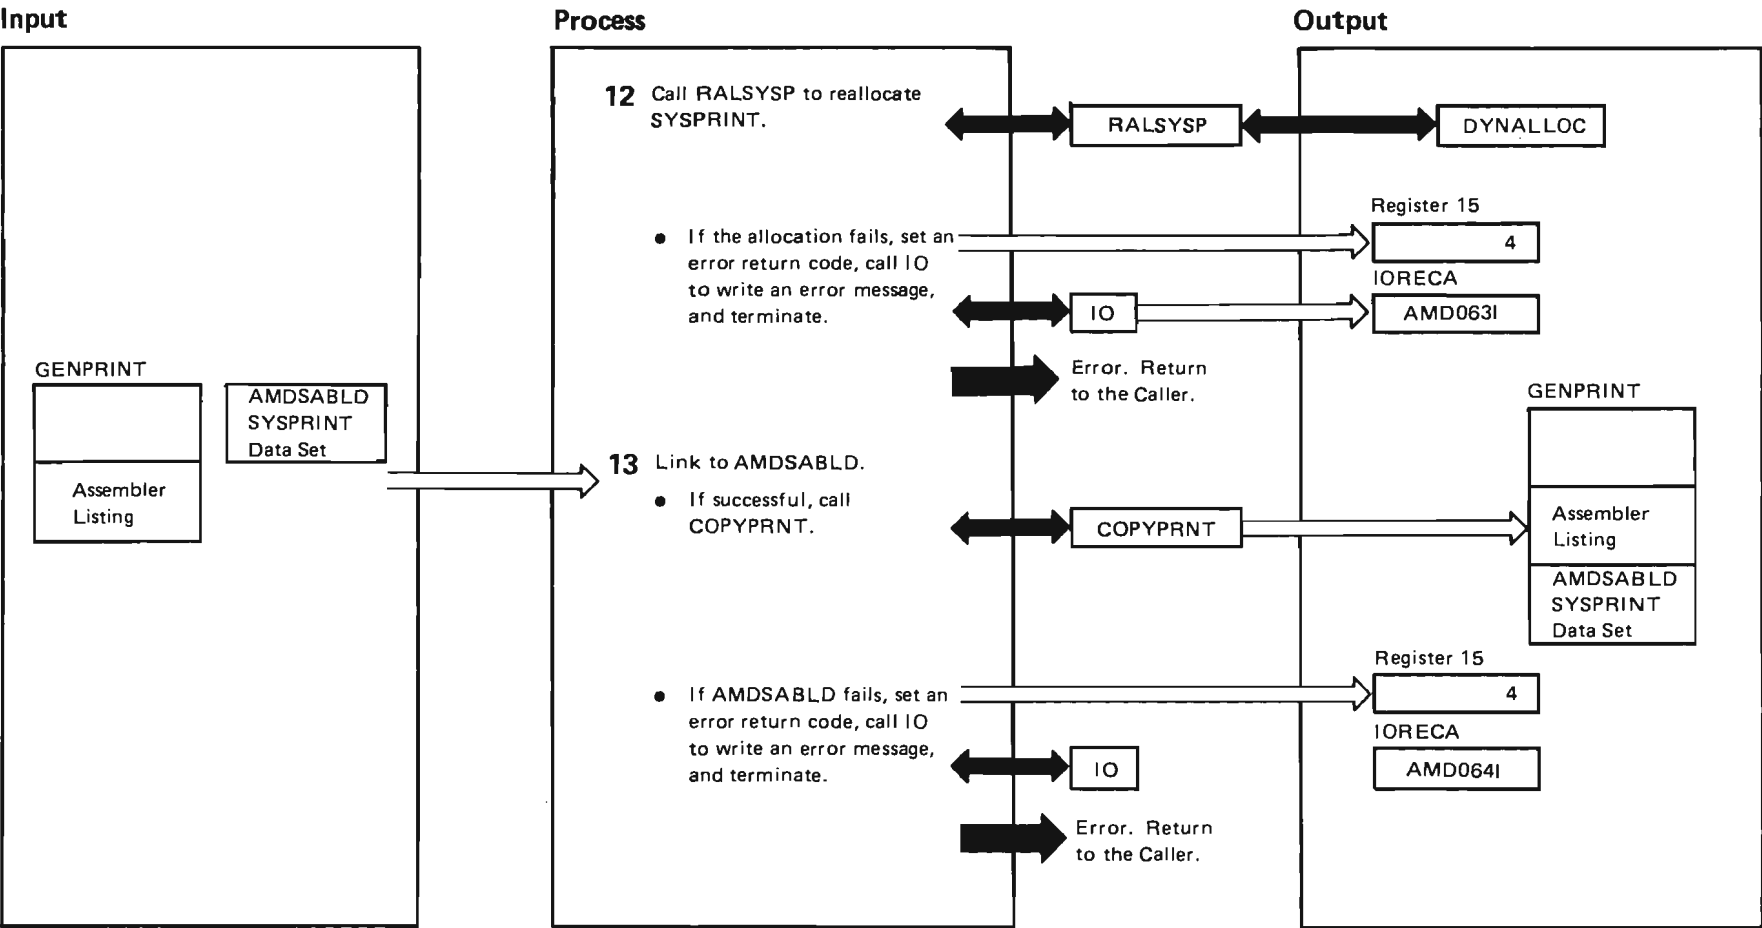 Input
Process
Output
12 Call RALSYSP to reallocate
SYSPRINT.
RALSYSP
DYNALLOC
If the allocation fails, set an
error return code, call IO
to write an error message,
and terminate.
Register 15
4
IORECA
IO
AMD063I
Error. Return
to the Caller.
GENPRINT
Assembler
Listing
AMDSABLD
SYSPRINT
Data Set
13 Link to AMDSABLD.
If successful, call
COPYPRNT.
COPYPRNT
GENPRINT
Assembler
Listing
AMDSABLD
SYSPRINT
Data Set
If AMDSABLD fails, set an
error return code, call IO
to write an error message,
and terminate.
Register 15
4
IORECA
IO
AMD064I
Error. Return
to the Caller.